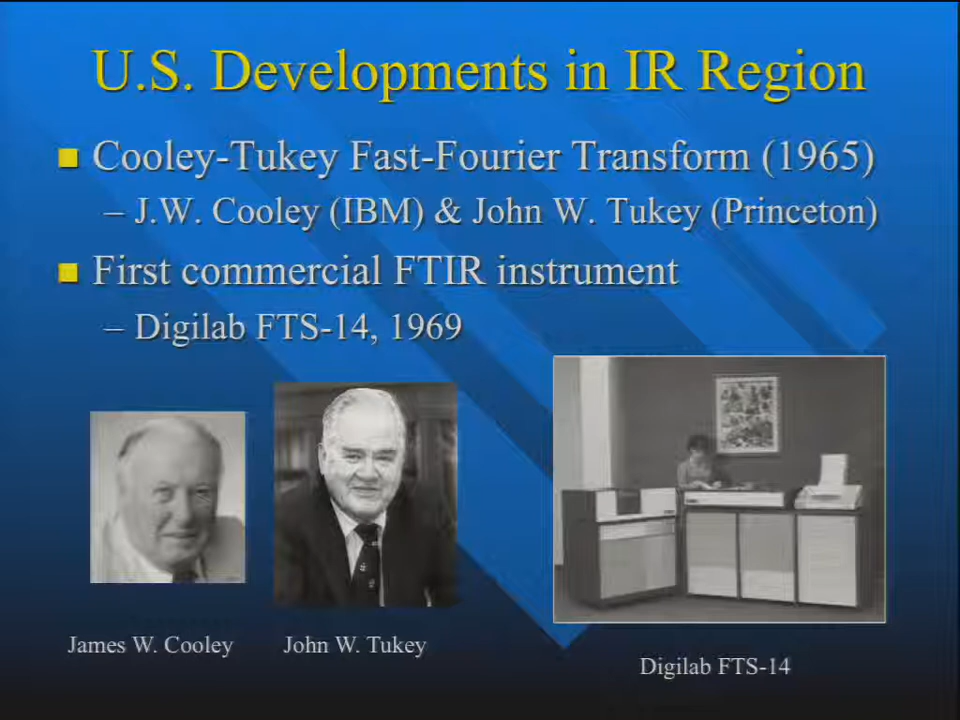 U.S. Developments in IR Region
Cooley-Tukey Fast-Fourier Transform (1965)
– J.W. Cooley (IBM) & John W. Tukey (Princeton)
First commercial FTIR instrument
– Digilab FTS-14, 1969
James W. Cooley
John W. Tukey
Digilab FTS-14